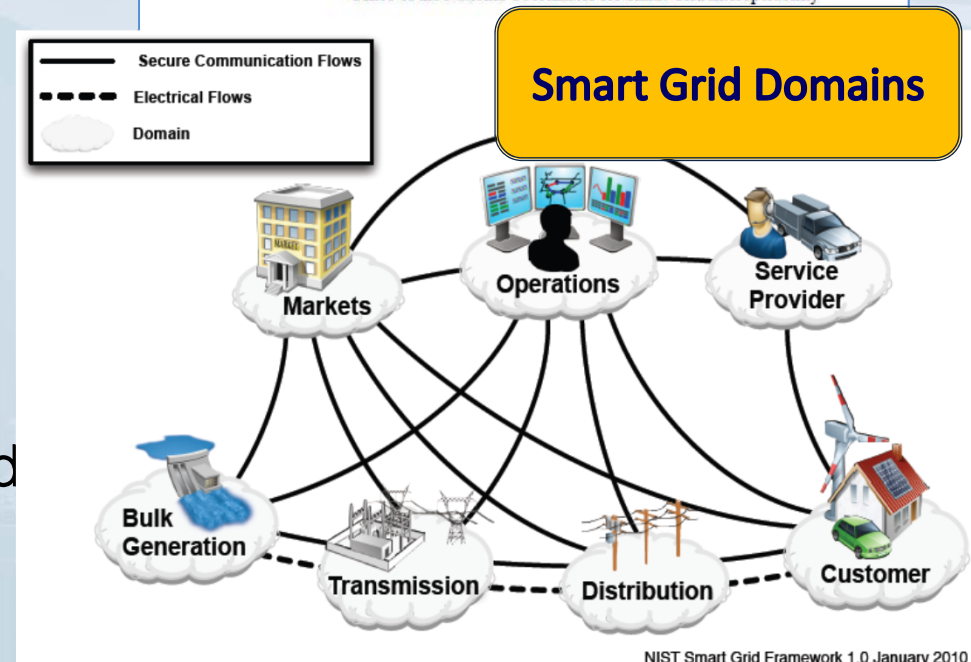 Smart Grid Domains
Secure Communication Flows
Electrical Flows
Domain
MARKET
Markets
Operations
Service
Provider
d
Bulk
Generation
Transmission
Distribution
Customer
NIST Smart Grid Framework 1.0 January 2010